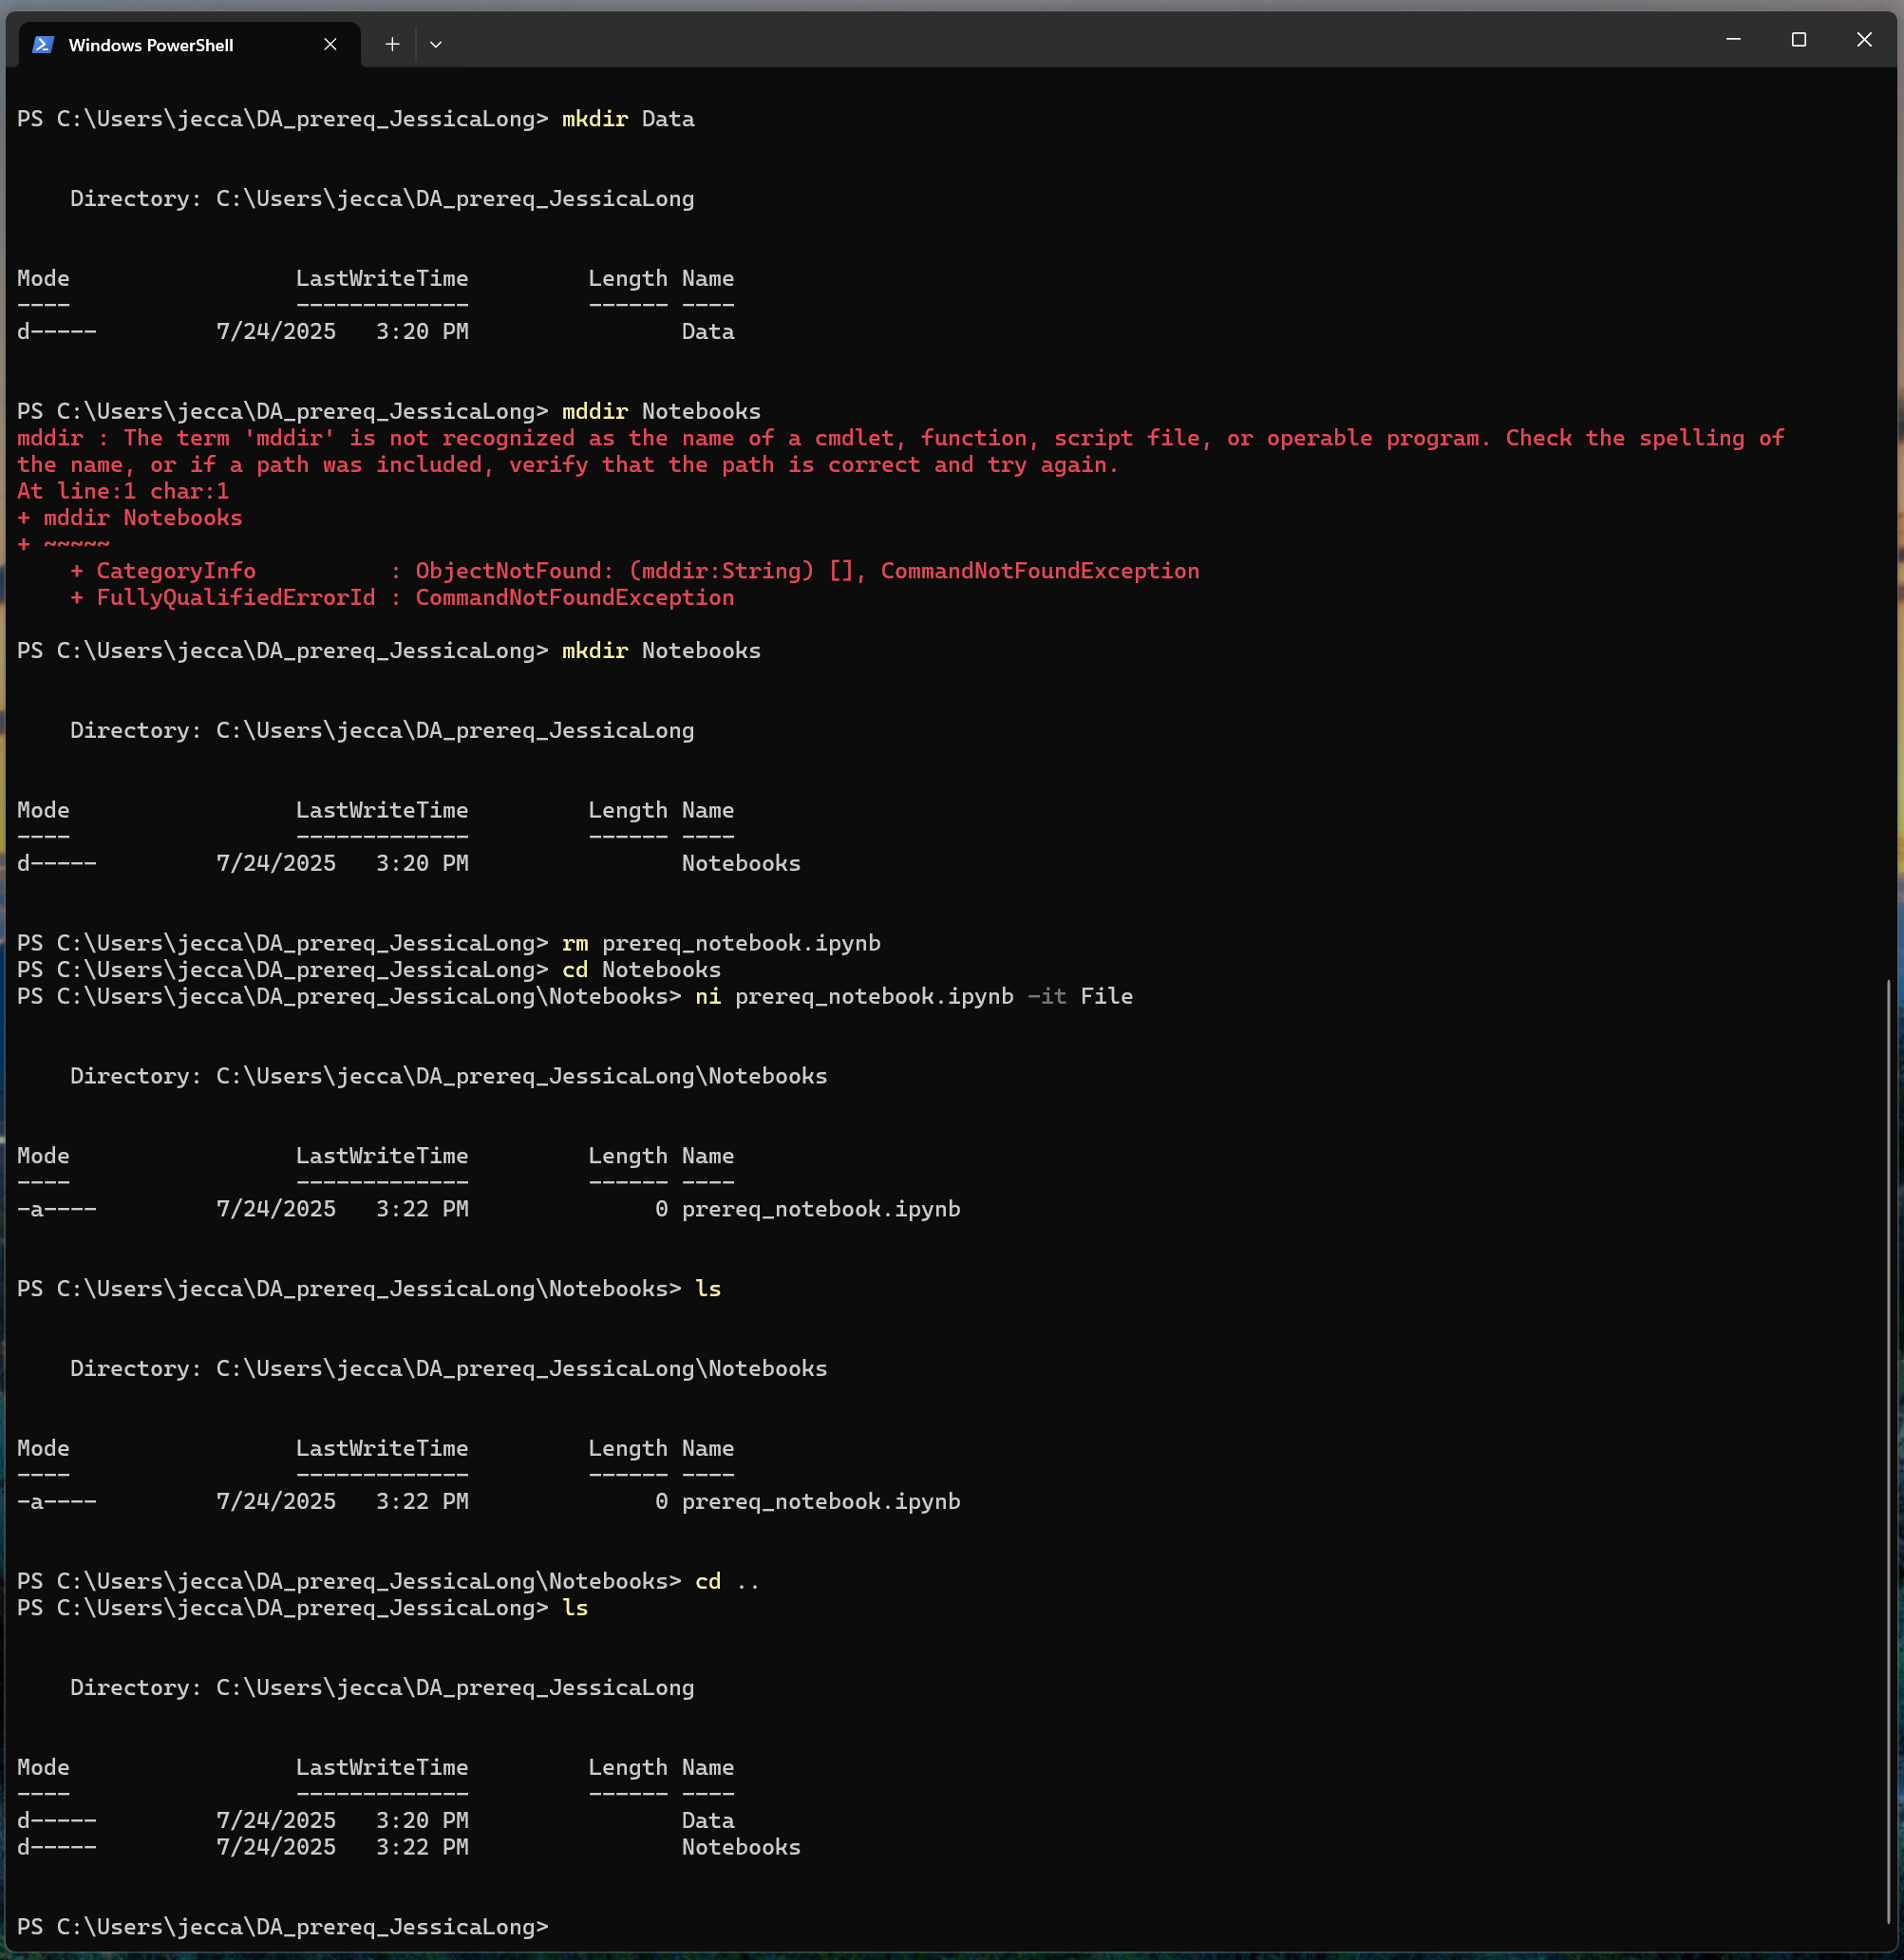 Windows PowerShell
PS C:\Users\jecca\DA_prereq_JessicaLong> mkdir Data
    Directory: C:\Users\jecca\DA_prereq_JessicaLong
Mode                 LastWriteTime         Length Name
----                 -------------         ------ ----
d-----         7/24/2025   3:20 PM                Data
PS C:\Users\jecca\DA_prereq_JessicaLong> mddir Notebooks
mddir : The term 'mddir' is not recognized as the name of a cmdlet, function, script file, or operable program. Check the spelling of
the name, or if a path was included, verify that the path is correct and try again.
At line:1 char:1
+ mddir Notebooks
+ ~~~~~
    + CategoryInfo          : ObjectNotFound: (mddir:String) [], CommandNotFoundException
    + FullyQualifiedErrorId : CommandNotFoundException
PS C:\Users\jecca\DA_prereq_JessicaLong> mkdir Notebooks
    Directory: C:\Users\jecca\DA_prereq_JessicaLong
Mode                 LastWriteTime         Length Name
----                 -------------         ------ ----
d-----         7/24/2025   3:20 PM                Notebooks
PS C:\Users\jecca\DA_prereq_JessicaLong> rm prereq_notebook.ipynb
PS C:\Users\jecca\DA_prereq_JessicaLong> cd Notebooks
PS C:\Users\jecca\DA_prereq_JessicaLong\Notebooks> ni prereq_notebook.ipynb -it File
    Directory: C:\Users\jecca\DA_prereq_JessicaLong\Notebooks
Mode                 LastWriteTime         Length Name
----                 -------------         ------ ----
-a----         7/24/2025   3:22 PM              0 prereq_notebook.ipynb
PS C:\Users\jecca\DA_prereq_JessicaLong\Notebooks> ls
    Directory: C:\Users\jecca\DA_prereq_JessicaLong\Notebooks
Mode                 LastWriteTime         Length Name
----                 -------------         ------ ----
-a----         7/24/2025   3:22 PM              0 prereq_notebook.ipynb
PS C:\Users\jecca\DA_prereq_JessicaLong\Notebooks> cd ..
PS C:\Users\jecca\DA_prereq_JessicaLong> ls
    Directory: C:\Users\jecca\DA_prereq_JessicaLong
Mode                 LastWriteTime         Length Name
----                 -------------         ------ ----
d-----         7/24/2025   3:20 PM                Data
d-----         7/24/2025   3:22 PM                Notebooks
PS C:\Users\jecca\DA_prereq_JessicaLong>